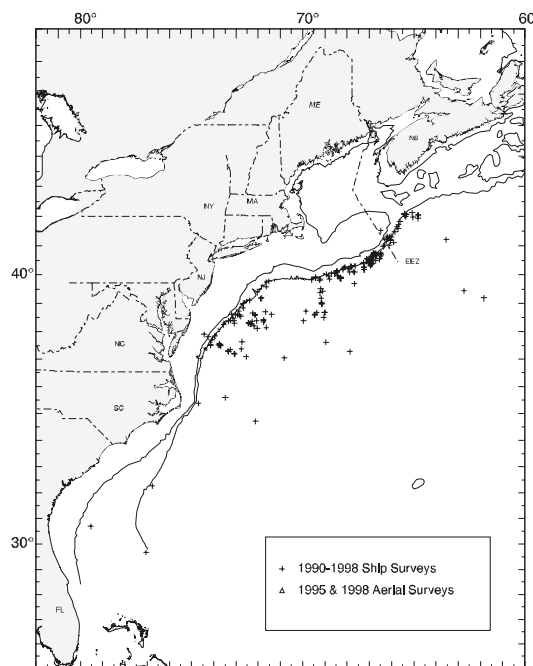 80° 70° 60
ME
NS
NY MA
EEZ
NJ
40°
NC
SC
30°
1990-1998 Ship Surveys
1995 & 1998 Aerial Surveys
FL